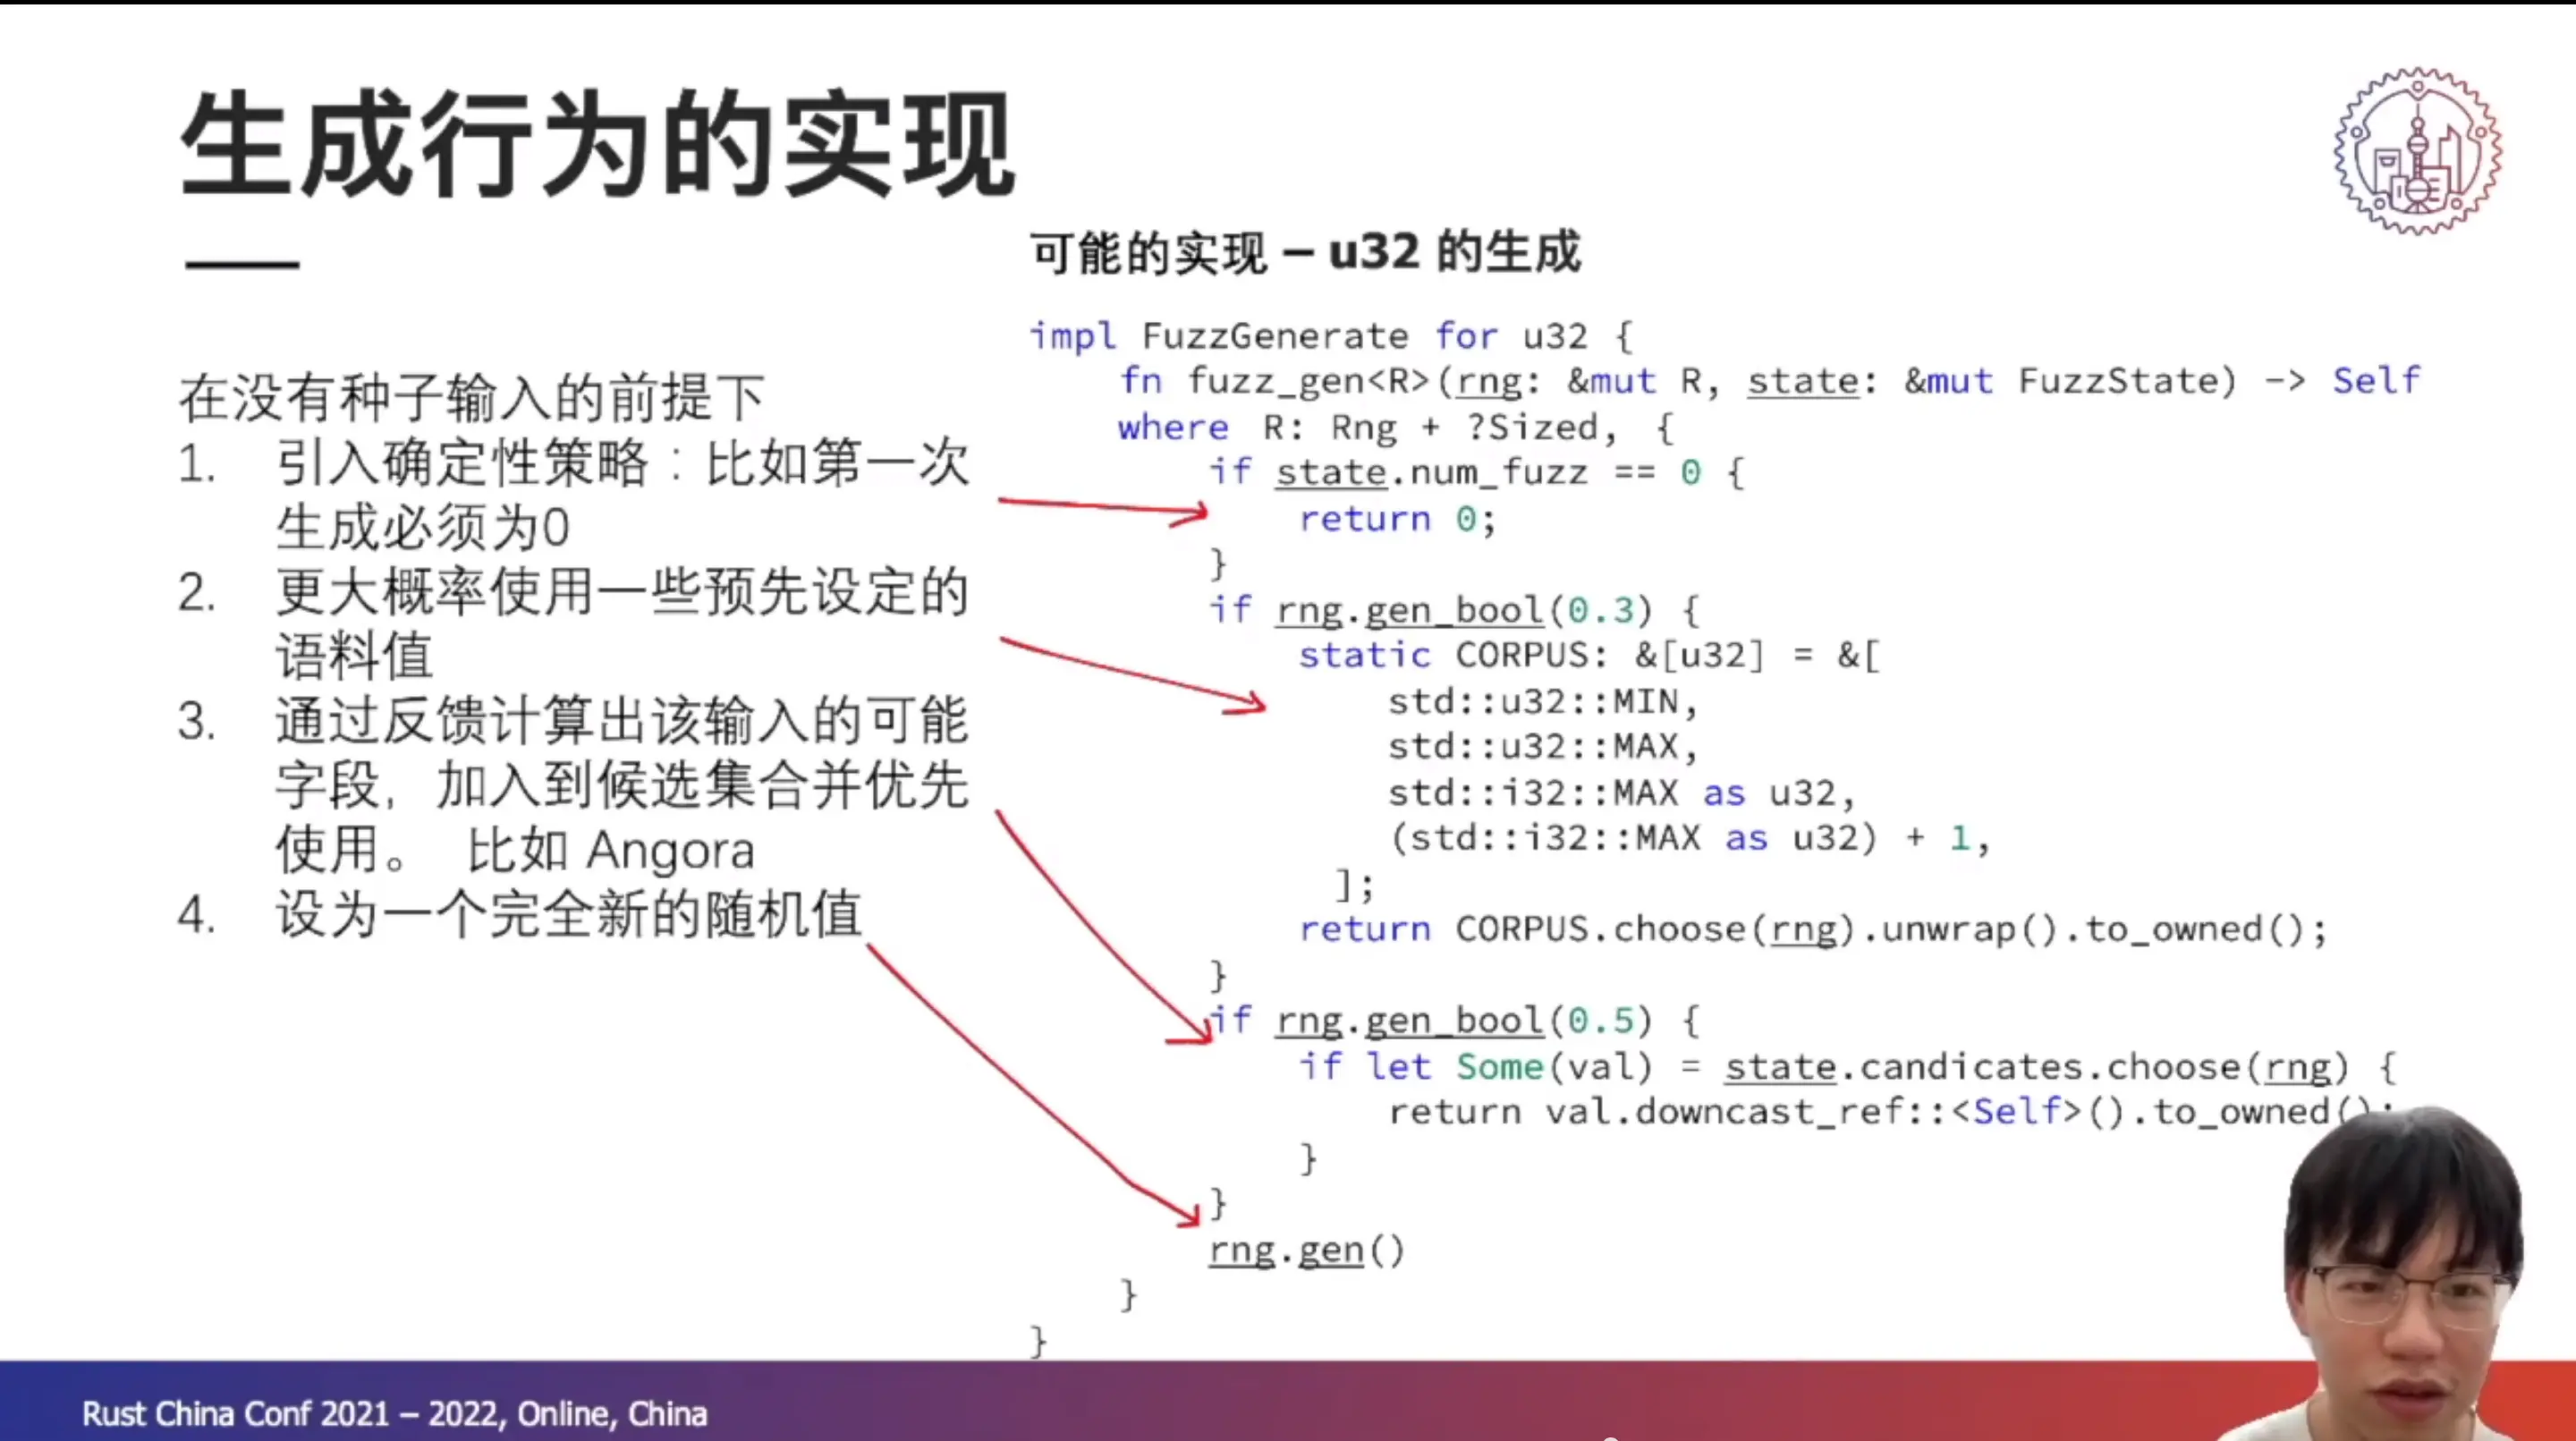 生成行为的实现
可能的实现 – u32 的生成
在没有种子输入的前提下
1. 引入确定性策略：比如第一次
生成必须为0
2. 更大概率使用一些预先设定的
语料值
3. 通过反馈计算出该输入的可能
字段，加入到候选集合并优先
使用。 比如 Angora
4. 设为一个完全新的随机值
impl FuzzGenerate for u32 {
fn fuzz_gen<R>(rng: &mut R, state: &mut FuzzState) -> Self
where R: Rng + ?Sized, {
if state.num_fuzz == 0 {
return 0;
}
if rng.gen_bool(0.3) {
static CORPUS: &[u32] = &[
std::u32::MIN,
std::u32::MAX,
std::i32::MAX as u32,
(std::i32::MAX as u32) + 1,
];
return CORPUS.choose(rng).unwrap().to_owned();
}
if rng.gen_bool(0.5) {
if let Some(val) = state.candicates.choose(rng) {
return val.downcast_ref::<Self>().to_owned();
}
}
rng.gen()
}
}
Rust China Conf 2021 – 2022, Online, China